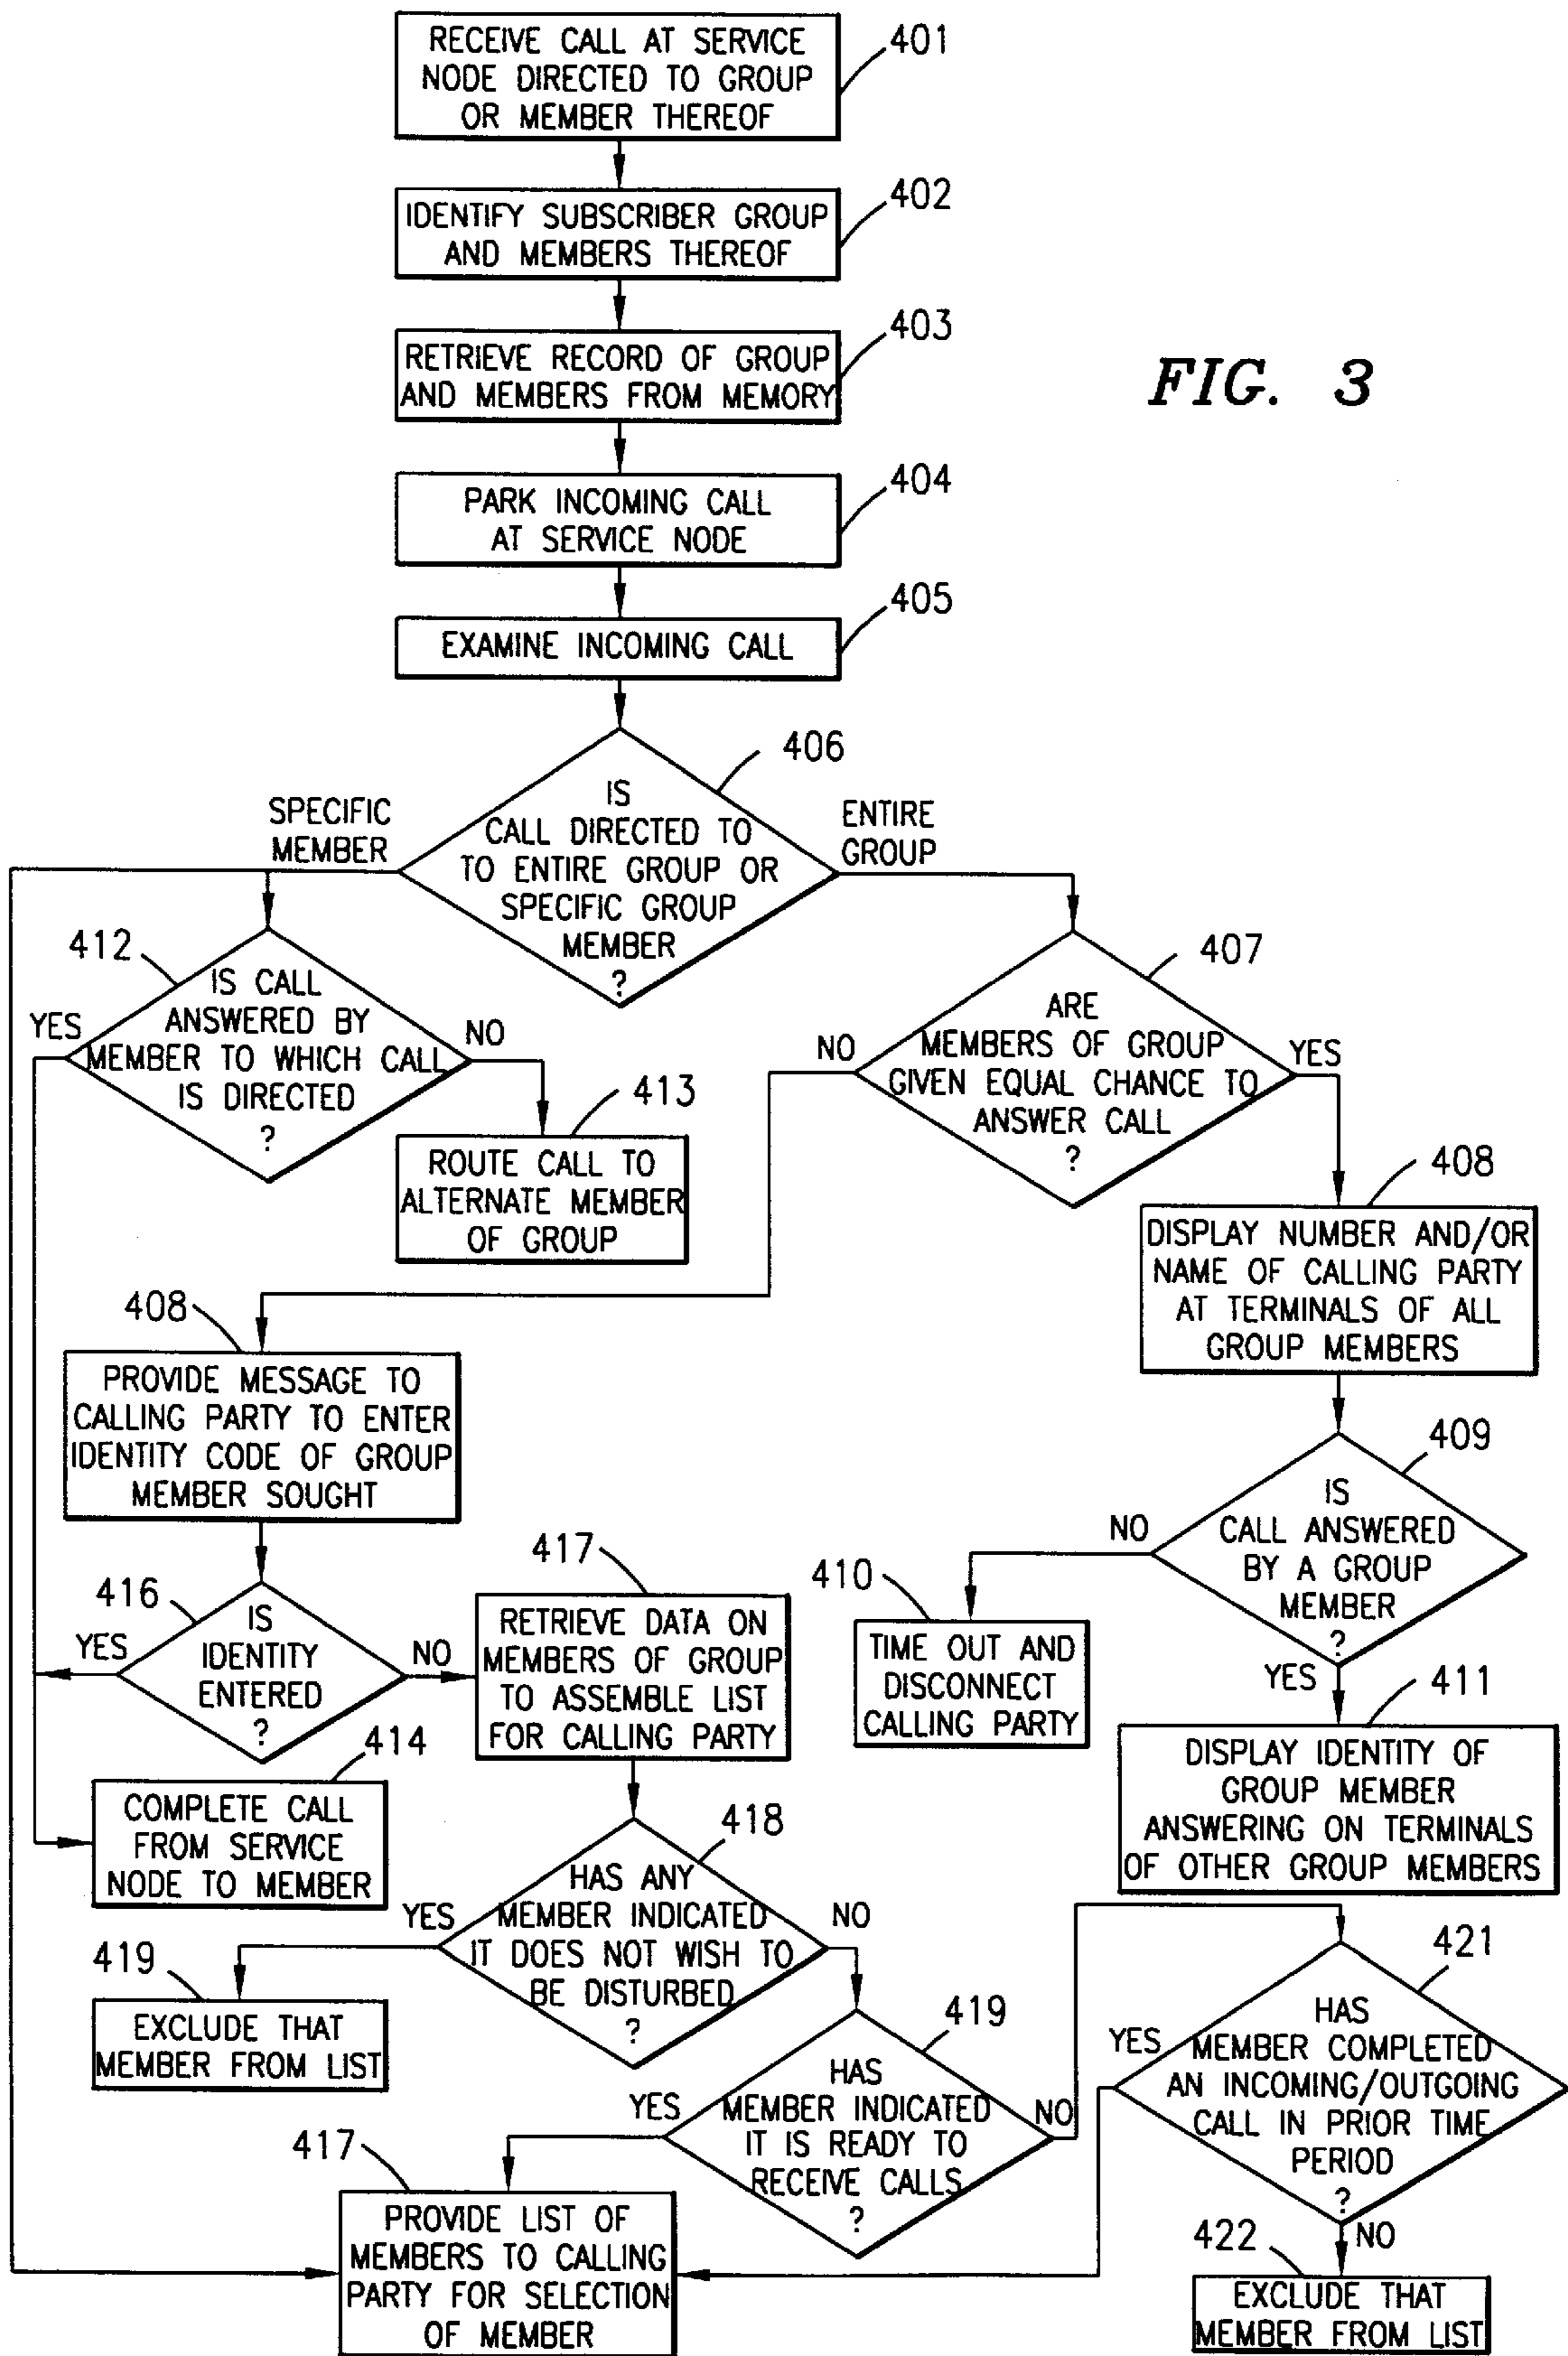 RECEIVE CALL AT SERVICE
NODE DIRECTED TO GROUP
OR MEMBER THEREOF
401
IDENTIFY SUBSCRIBER GROUP
AND MEMBERS THEREOF
402
RETRIEVE RECORD OF GROUP
AND MEMBERS FROM MEMORY
403
FIG. 3
PARK INCOMING CALL
AT SERVICE NODE
404
EXAMINE INCOMING CALL
405
406
IS
CALL DIRECTED TO
TO ENTIRE GROUP OR
SPECIFIC GROUP
MEMBER
?
SPECIFIC
MEMBER
ENTIRE
GROUP
412
IS CALL
ANSWERED BY
MEMBER TO WHICH CALL
IS DIRECTED
?
YES
NO
413
ROUTE CALL TO
ALTERNATE MEMBER
OF GROUP
407
ARE
MEMBERS OF GROUP
GIVEN EQUAL CHANCE TO
ANSWER CALL
?
NO
YES
408
DISPLAY NUMBER AND/OR
NAME OF CALLING PARTY
AT TERMINALS OF ALL
GROUP MEMBERS
408
PROVIDE MESSAGE TO
CALLING PARTY TO ENTER
IDENTITY CODE OF GROUP
MEMBER SOUGHT
409
IS
CALL ANSWERED
BY A GROUP
MEMBER
?
NO
YES
410
TIME OUT AND
DISCONNECT
CALLING PARTY
411
DISPLAY IDENTITY OF
GROUP MEMBER
ANSWERING ON TERMINALS
OF OTHER GROUP MEMBERS
416
IS
IDENTITY
ENTERED
?
YES
NO
417
RETRIEVE DATA ON
MEMBERS OF GROUP
TO ASSEMBLE LIST
FOR CALLING PARTY
414
COMPLETE CALL
FROM SERVICE
NODE TO MEMBER
418
HAS ANY
MEMBER INDICATED
IT DOES NOT WISH TO
BE DISTURBED
?
YES
NO
419
EXCLUDE THAT
MEMBER FROM LIST
419
HAS
MEMBER INDICATED
IT IS READY TO
RECEIVE CALLS
?
YES
NO
421
HAS
MEMBER COMPLETED
AN INCOMING/OUTGOING
CALL IN PRIOR TIME
PERIOD
?
YES
NO
417
PROVIDE LIST OF
MEMBERS TO CALLING
PARTY FOR SELECTION
OF MEMBER
422
EXCLUDE THAT
MEMBER FROM LIST